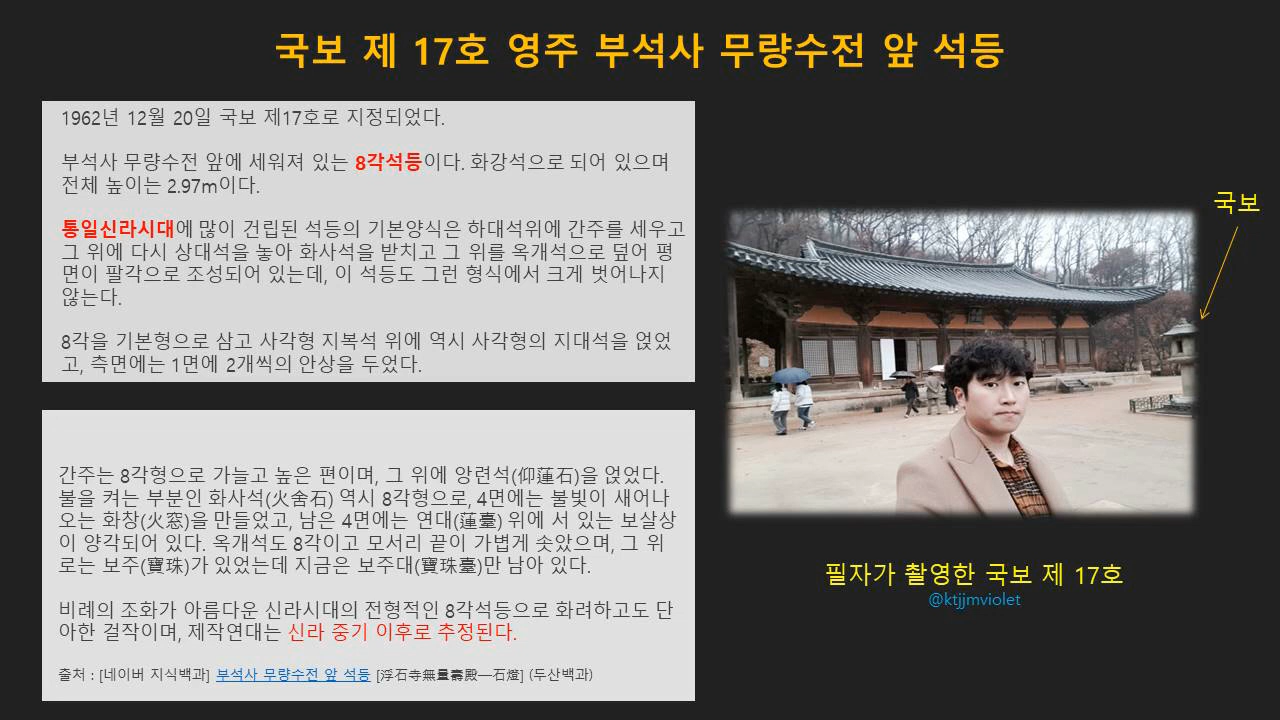 국보 제 17호 영주 부석사 무량수전 앞 석등
1962년 12월 20일 국보 제17호로 지정되었다.
부석사 무량수전 앞에 세워져 있는 8각석등이다. 화강석으로 되어 있으며
전체 높이는 2.97m이다.
통일신라시대에 많이 건립된 석등의 기본양식은 하대석위에 간주를 세우고
그 위에 다시 상대석을 놓아 화사석을 받치고 그 위를 옥개석으로 덮어 평
면이 팔각으로 조성되어 있는데, 이 석등도 그런 형식에서 크게 벗어나지
않는다.
8각을 기본형으로 삼고 사각형 지복석 위에 역시 사각형의 지대석을 얹었
고, 측면에는 1면에 2개씩의 안상을 두었다.
간주는 8각형으로 가늘고 높은 편이며, 그 위에 앙련석(仰蓮石)을 얹었다.
불을 켜는 부분인 화사석(火舍石) 역시 8각형으로, 4면에는 불빛이 새어나
오는 화창(火窓)을 만들었고, 남은 4면에는 연대(蓮臺) 위에 서 있는 보살상
이 양각되어 있다. 옥개석도 8각이고 모서리 끝이 가볍게 솟았으며, 그 위
로는 보주(寶珠)가 있었는데 지금은 보주대(寶珠臺)만 남아 있다.
비례의 조화가 아름다운 신라시대의 전형적인 8각석등으로 화려하고도 단
아한 걸작이며, 제작연대는 신라 중기 이후로 추정된다.
출처 : [네이버 지식백과] 부석사 무량수전 앞 석등 [浮石寺無量壽殿―石燈] (두산백과)
국보
필자가 촬영한 국보 제 17호
@ktjjmviolet